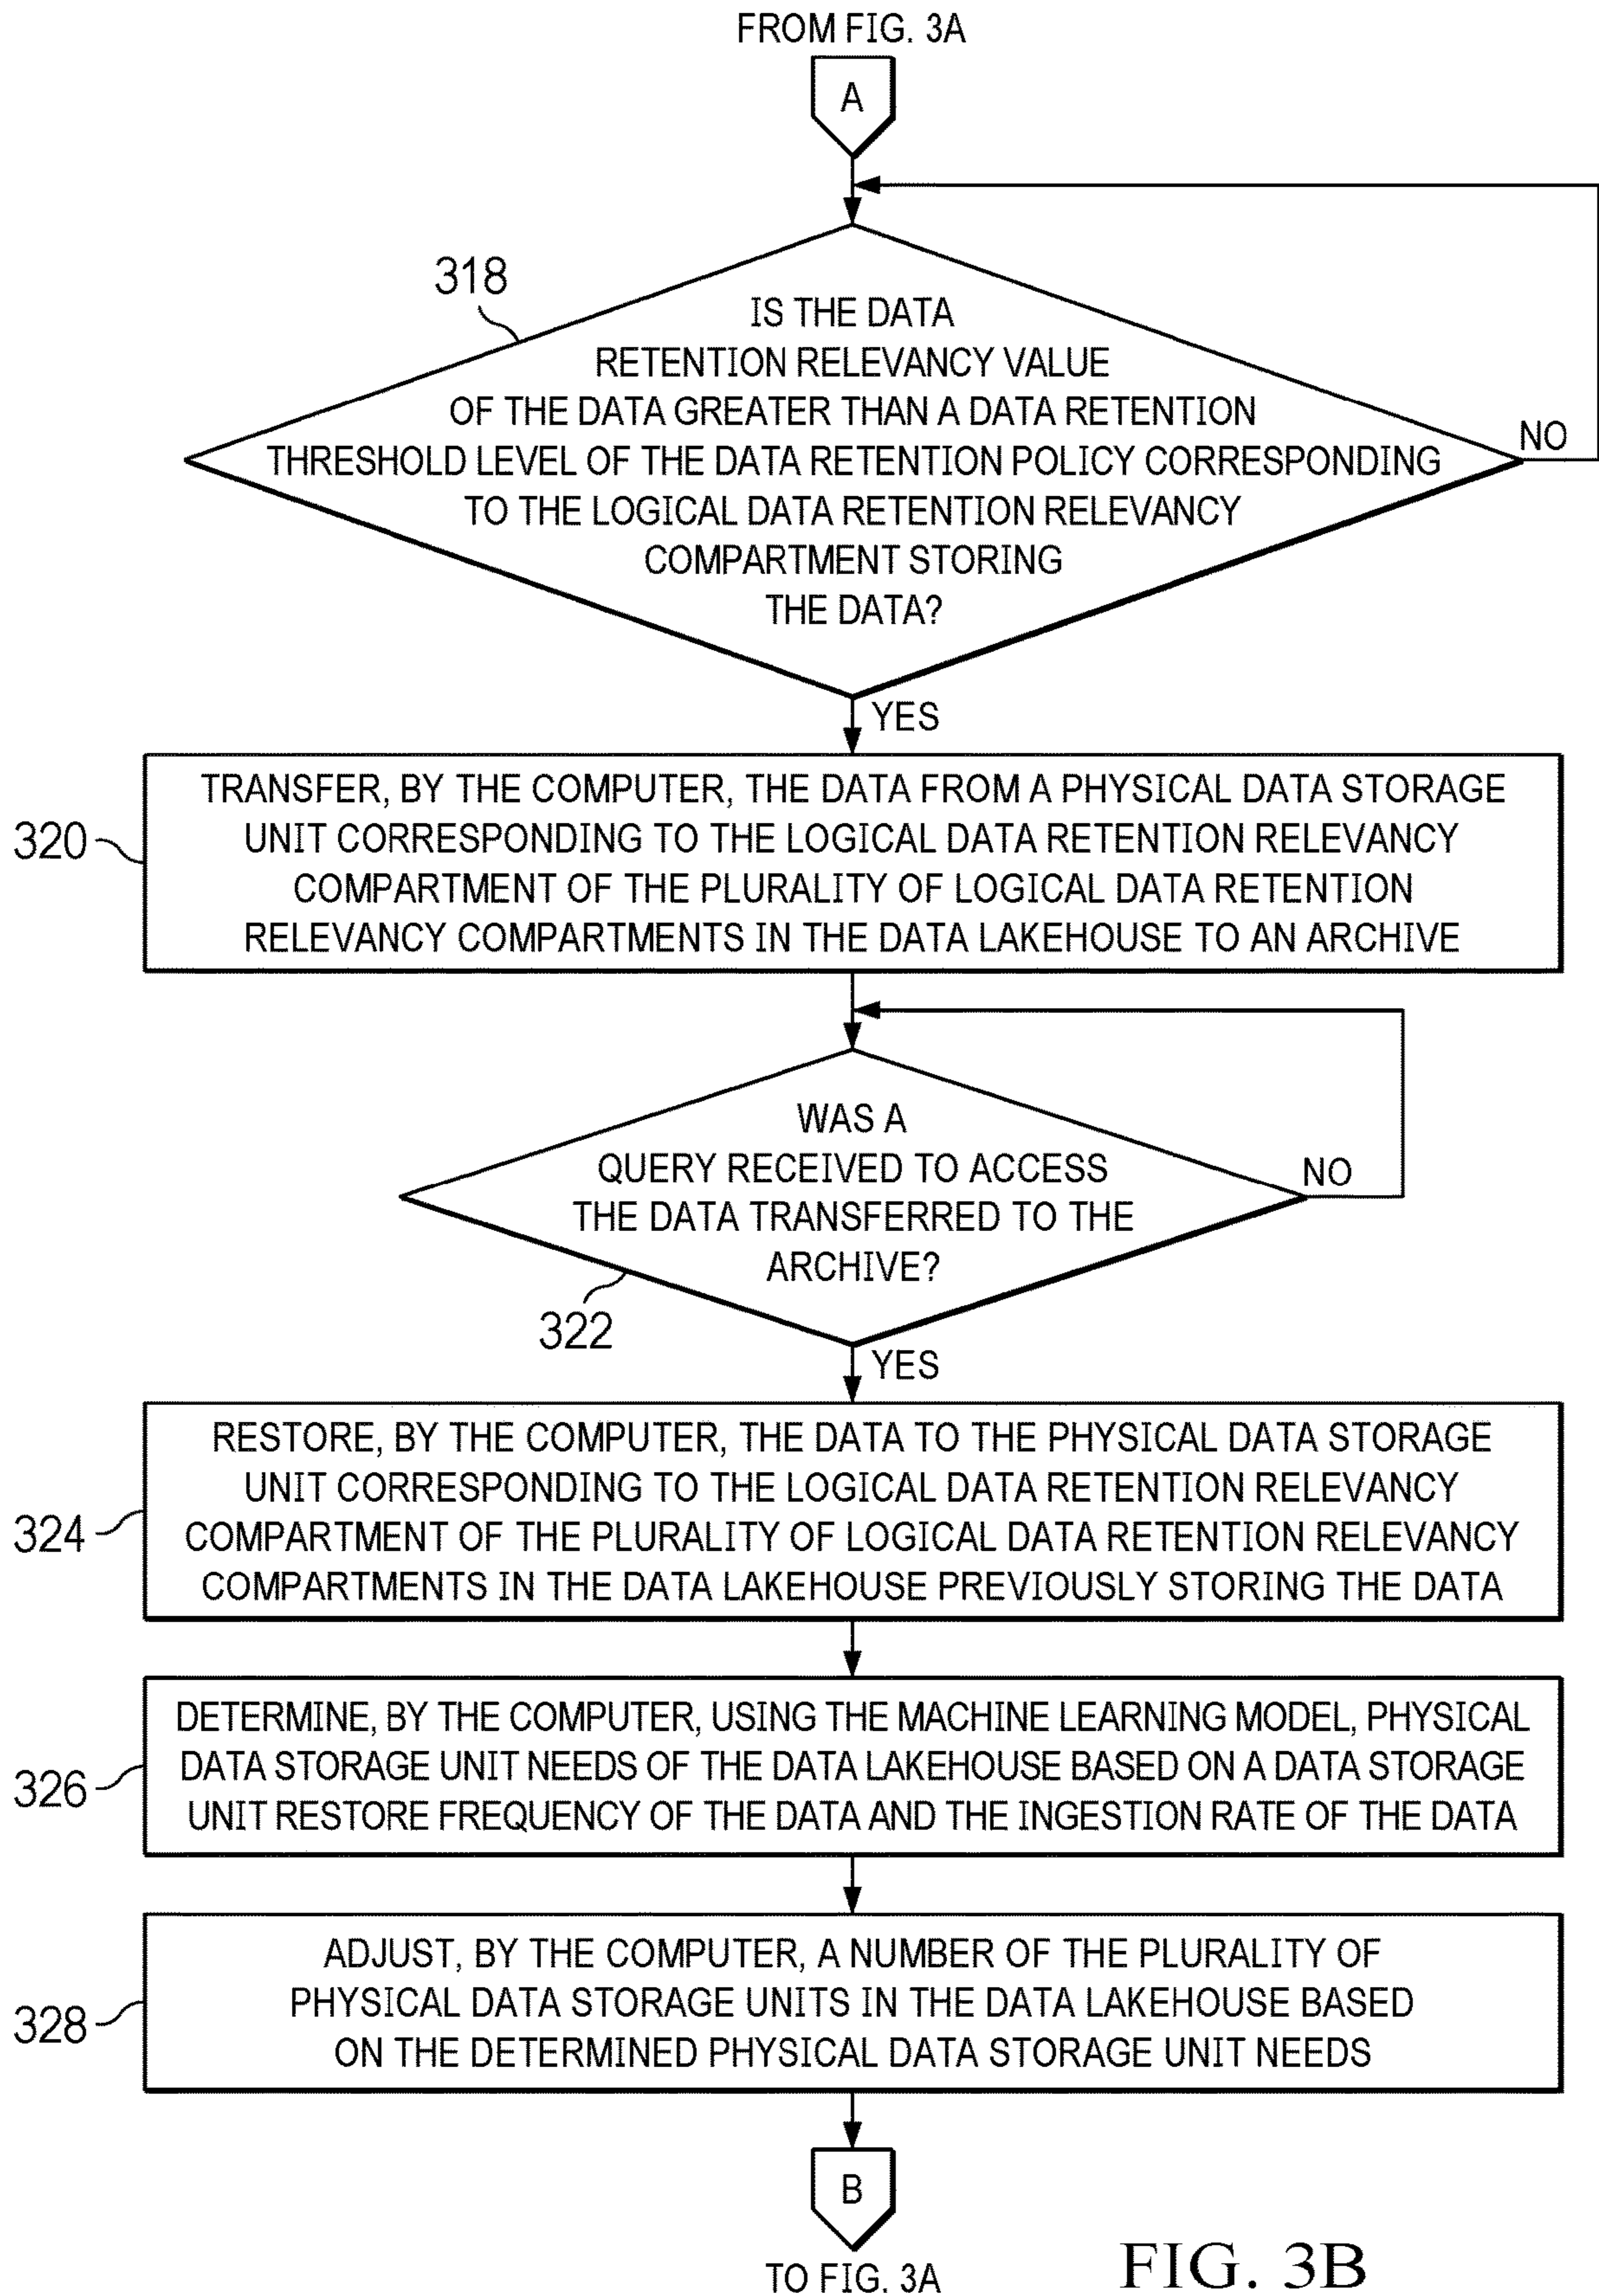 FROM FIG. 3A
A
318
IS THE DATA
RETENTION RELEVANCY VALUE
OF THE DATA GREATER THAN A DATA RETENTION
THRESHOLD LEVEL OF THE DATA RETENTION POLICY CORRESPONDING
TO THE LOGICAL DATA RETENTION RELEVANCY
COMPARTMENT STORING
THE DATA?
NO
YES
320
TRANSFER, BY THE COMPUTER, THE DATA FROM A PHYSICAL DATA STORAGE
UNIT CORRESPONDING TO THE LOGICAL DATA RETENTION RELEVANCY
COMPARTMENT OF THE PLURALITY OF LOGICAL DATA RETENTION
RELEVANCY COMPARTMENTS IN THE DATA LAKEHOUSE TO AN ARCHIVE
WAS A
QUERY RECEIVED TO ACCESS
THE DATA TRANSFERRED TO THE
ARCHIVE?
NO
322
YES
324
RESTORE, BY THE COMPUTER, THE DATA TO THE PHYSICAL DATA STORAGE
UNIT CORRESPONDING TO THE LOGICAL DATA RETENTION RELEVANCY
COMPARTMENT OF THE PLURALITY OF LOGICAL DATA RETENTION RELEVANCY
COMPARTMENTS IN THE DATA LAKEHOUSE PREVIOUSLY STORING THE DATA
326
DETERMINE, BY THE COMPUTER, USING THE MACHINE LEARNING MODEL, PHYSICAL
DATA STORAGE UNIT NEEDS OF THE DATA LAKEHOUSE BASED ON A DATA STORAGE
UNIT RESTORE FREQUENCY OF THE DATA AND THE INGESTION RATE OF THE DATA
328
ADJUST, BY THE COMPUTER, A NUMBER OF THE PLURALITY OF
PHYSICAL DATA STORAGE UNITS IN THE DATA LAKEHOUSE BASED
ON THE DETERMINED PHYSICAL DATA STORAGE UNIT NEEDS
B
TO FIG. 3A
FIG. 3B